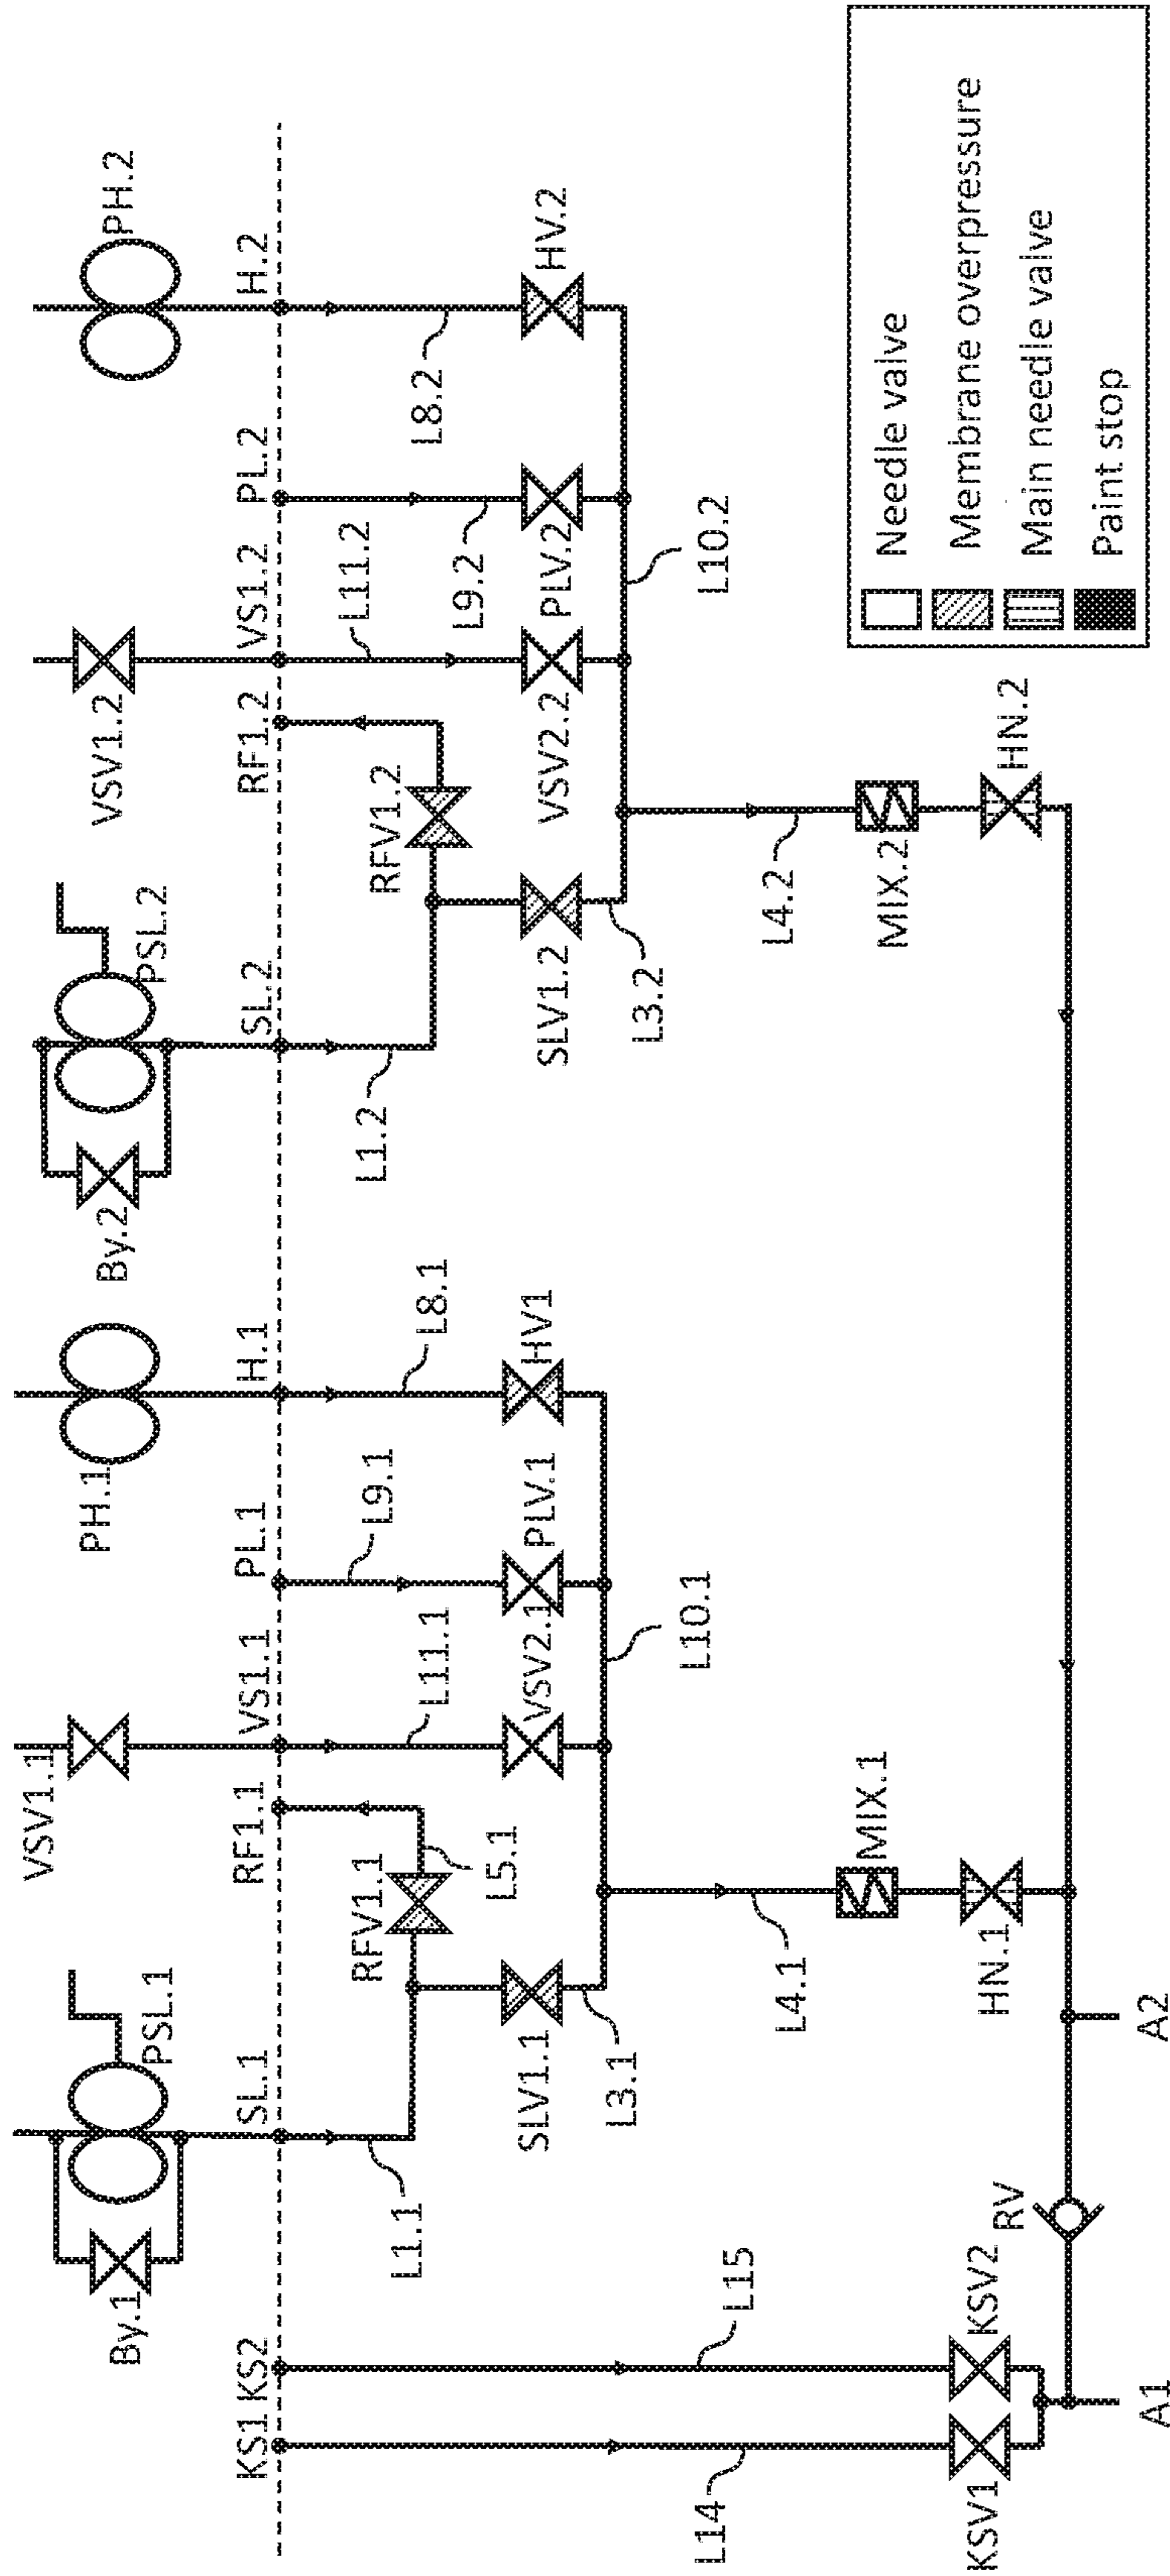 VSV1.1
By.1
PSL.1
PH.1
By.2
PSL.2
VSV1.2
PH.2
KS1
KS2
SL.1
RF1.1
VS1.1
PL.1
H.1
SL.2
RF1.2
VS1.2
PL.2
H.2
L1.1
RFV1.1
L5.1
L11.1
L9.1
L8.1
L1.2
RFV1.2
L11.2
L9.2
L8.2
SLV1.1
VSV2.1
PLV.1
HV1
SLV1.2
VSV2.2
PLV.2
HV.2
L3.1
L10.1
L3.2
L10.2
L14
L15
L4.1
MIX.1
L4.2
MIX.2
KSV1
KSV2
RV
HN.1
HN.2
A1
A2
Needle valve
Membrane overpressure
Main needle valve
Paint stop